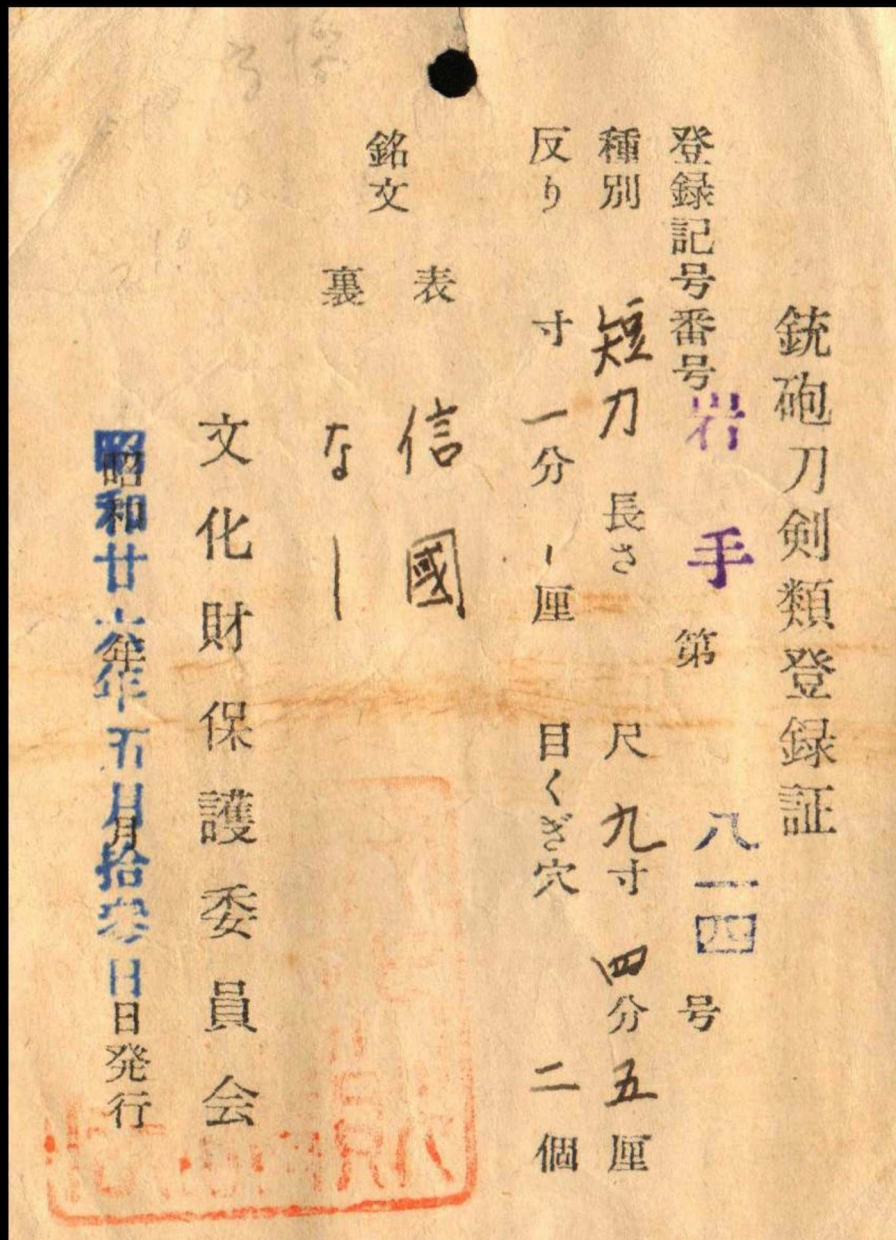 銃砲刀剣類登録証
登録記号番号 岩手 第 八一四 号
種別 短刀 長さ 尺 九寸 四分 五厘
反り 寸 一分 厘 目くぎ穴 二個
銘文
表 信國
裏 なし
文化財保護委員会
昭和廿六年五月拾参日発行